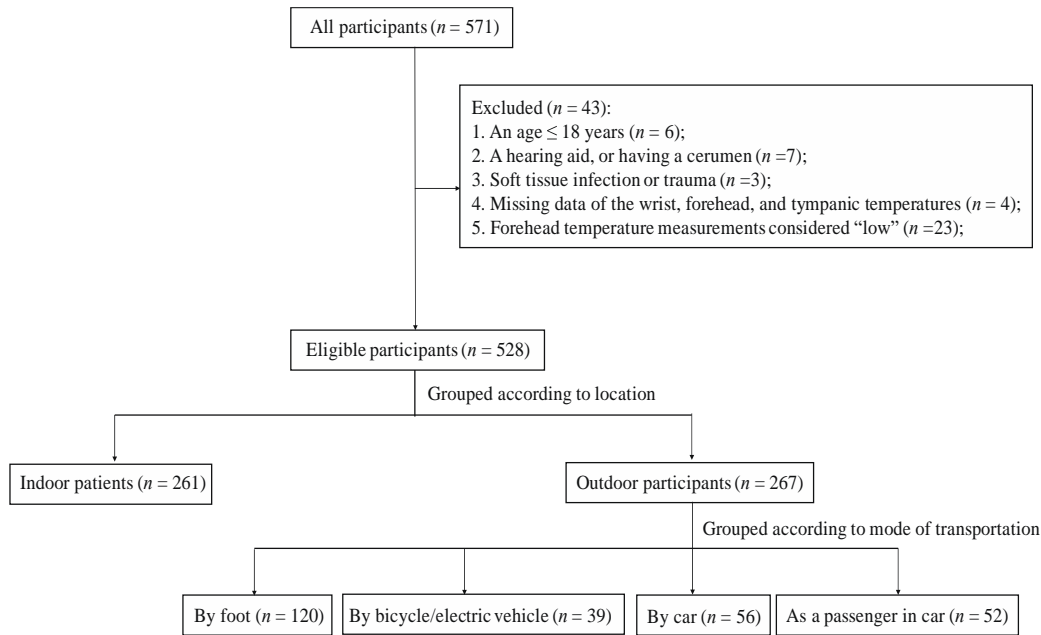 All participants (n = 571)
Excluded (n = 43):
1. An age ≤ 18 years (n = 6);
2. A hearing aid, or having a cerumen (n =7);
3. Soft tissue infection or trauma (n =3);
4. Missing data of the wrist, forehead, and tympanic temperatures (n = 4);
5. Forehead temperature measurements considered “low” (n =23);
Eligible participants (n = 528)
Grouped according to location
Indoor patients (n = 261)
Outdoor participants (n = 267)
Grouped according to mode of transportation
By foot (n = 120)
By bicycle/electric vehicle (n = 39)
By car (n = 56)
As a passenger in car (n = 52)